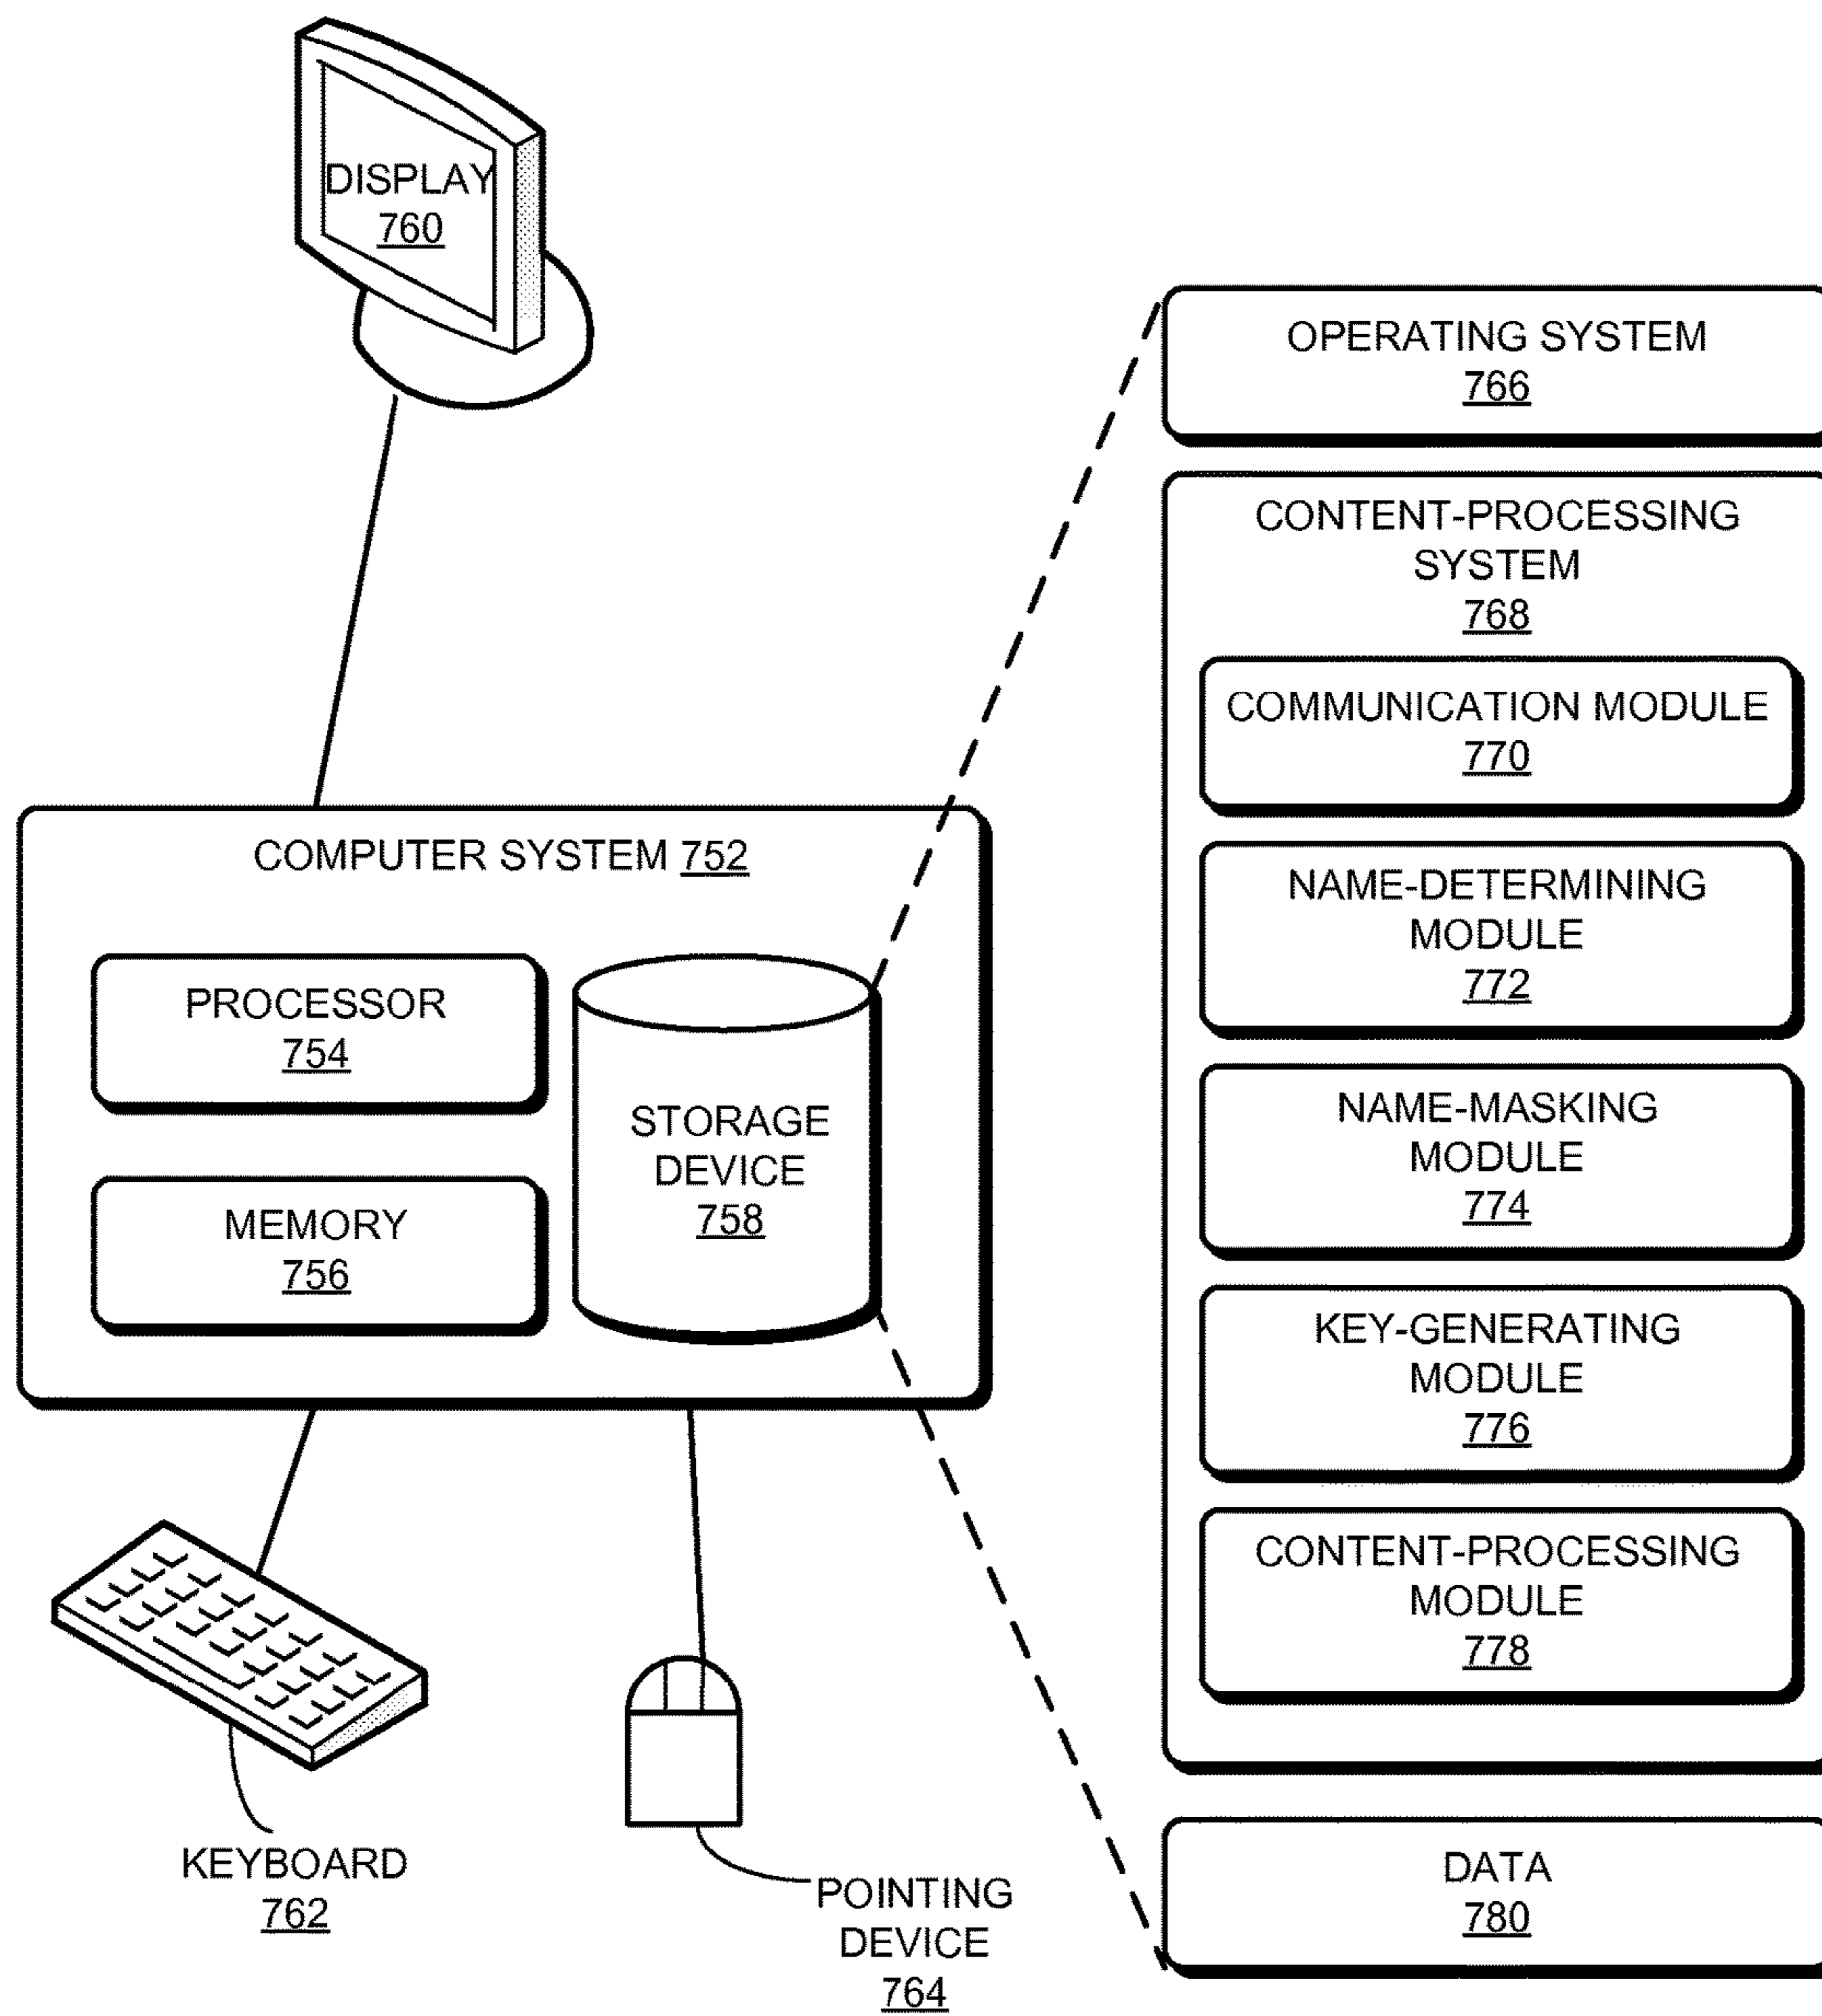 DISPLAY
760
COMPUTER SYSTEM 752
PROCESSOR
754
MEMORY
756
STORAGE
DEVICE
758
KEYBOARD
762
POINTING
DEVICE
764
OPERATING SYSTEM
766
CONTENT-PROCESSING
SYSTEM
768
COMMUNICATION MODULE
770
NAME-DETERMINING
MODULE
772
NAME-MASKING
MODULE
774
KEY-GENERATING
MODULE
776
CONTENT-PROCESSING
MODULE
778
DATA
780